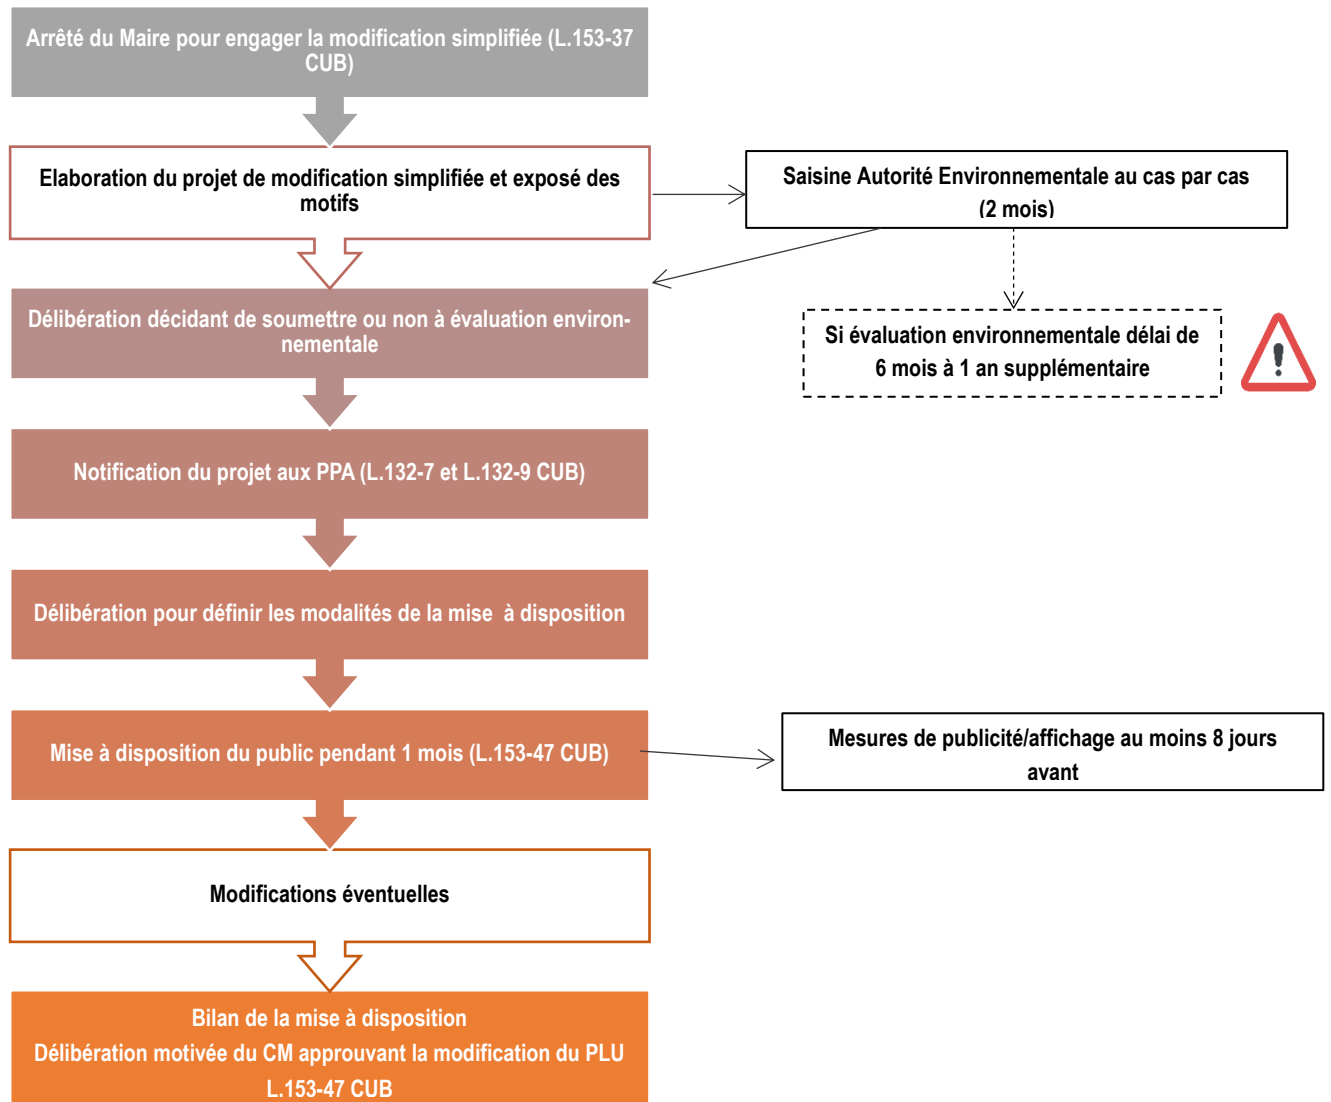 Arrêté du Maire pour engager la modification simplifiée (L.153-37
CUB)
Elaboration du projet de modification simplifiée et exposé des
motifs
Saisine Autorité Environnementale au cas par cas
(2 mois)
Délibération décidant de soumettre ou non à évaluation environ-
nementale
Si évaluation environnementale délai de
6 mois à 1 an supplémentaire
!
Notification du projet aux PPA (L.132-7 et L.132-9 CUB)
Délibération pour définir les modalités de la mise à disposition
Mise à disposition du public pendant 1 mois (L.153-47 CUB)
Mesures de publicité/affichage au moins 8 jours
avant
Modifications éventuelles
Bilan de la mise à disposition
Délibération motivée du CM approuvant la modification du PLU
L.153-47 CUB